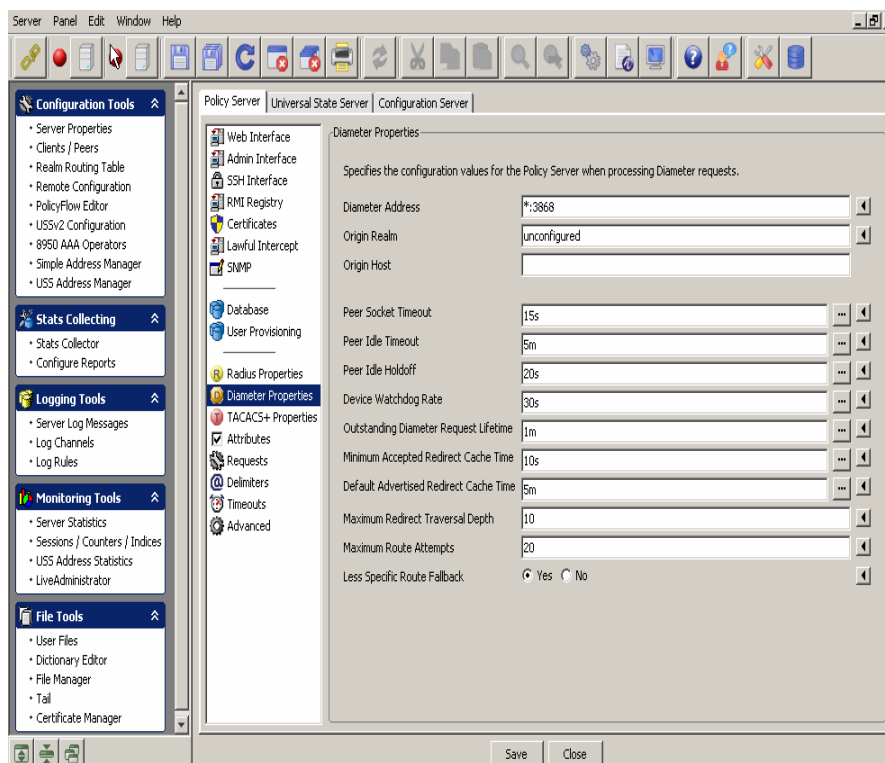 Server Panel Edit Window Help
Configuration Tools
Server Properties
Clients / Peers
Realm Routing Table
Remote Configuration
PolicyFlow Editor
USSv2 Configuration
8950 AAA Operators
Simple Address Manager
USS Address Manager
Stats Collecting
Stats Collector
Configure Reports
Logging Tools
Server Log Messages
Log Channels
Log Rules
Monitoring Tools
Server Statistics
Sessions / Counters / Indices
USS Address Statistics
LiveAdministrator
File Tools
User Files
Dictionary Editor
File Manager
Tail
Certificate Manager
Policy Server Universal State Server Configuration Server
Web Interface
Admin Interface
SSH Interface
RMI Registry
Certificates
Lawful Intercept
SNMP
Database
User Provisioning
R Radius Properties
D Diameter Properties
T TACACS+ Properties
Attributes
Requests
@ Delimiters
Timeouts
Advanced
Diameter Properties
Specifies the configuration values for the Policy Server when processing Diameter requests.
Diameter Address *:3868
Origin Realm unconfigured
Origin Host
Peer Socket Timeout 15s ...
Peer Idle Timeout 5m ...
Peer Idle Holdoff 20s ...
Device Watchdog Rate 30s ...
Outstanding Diameter Request Lifetime 1m ...
Minimum Accepted Redirect Cache Time 10s ...
Default Advertised Redirect Cache Time 5m ...
Maximum Redirect Traversal Depth 10
Maximum Route Attempts 20
Less Specific Route Fallback Yes No
Save Close